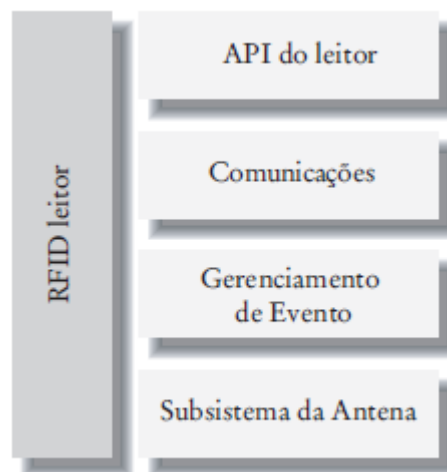 RFID leitor
API do leitor
Comunicações
Gerenciamento
de Evento
Subsistema da Antena